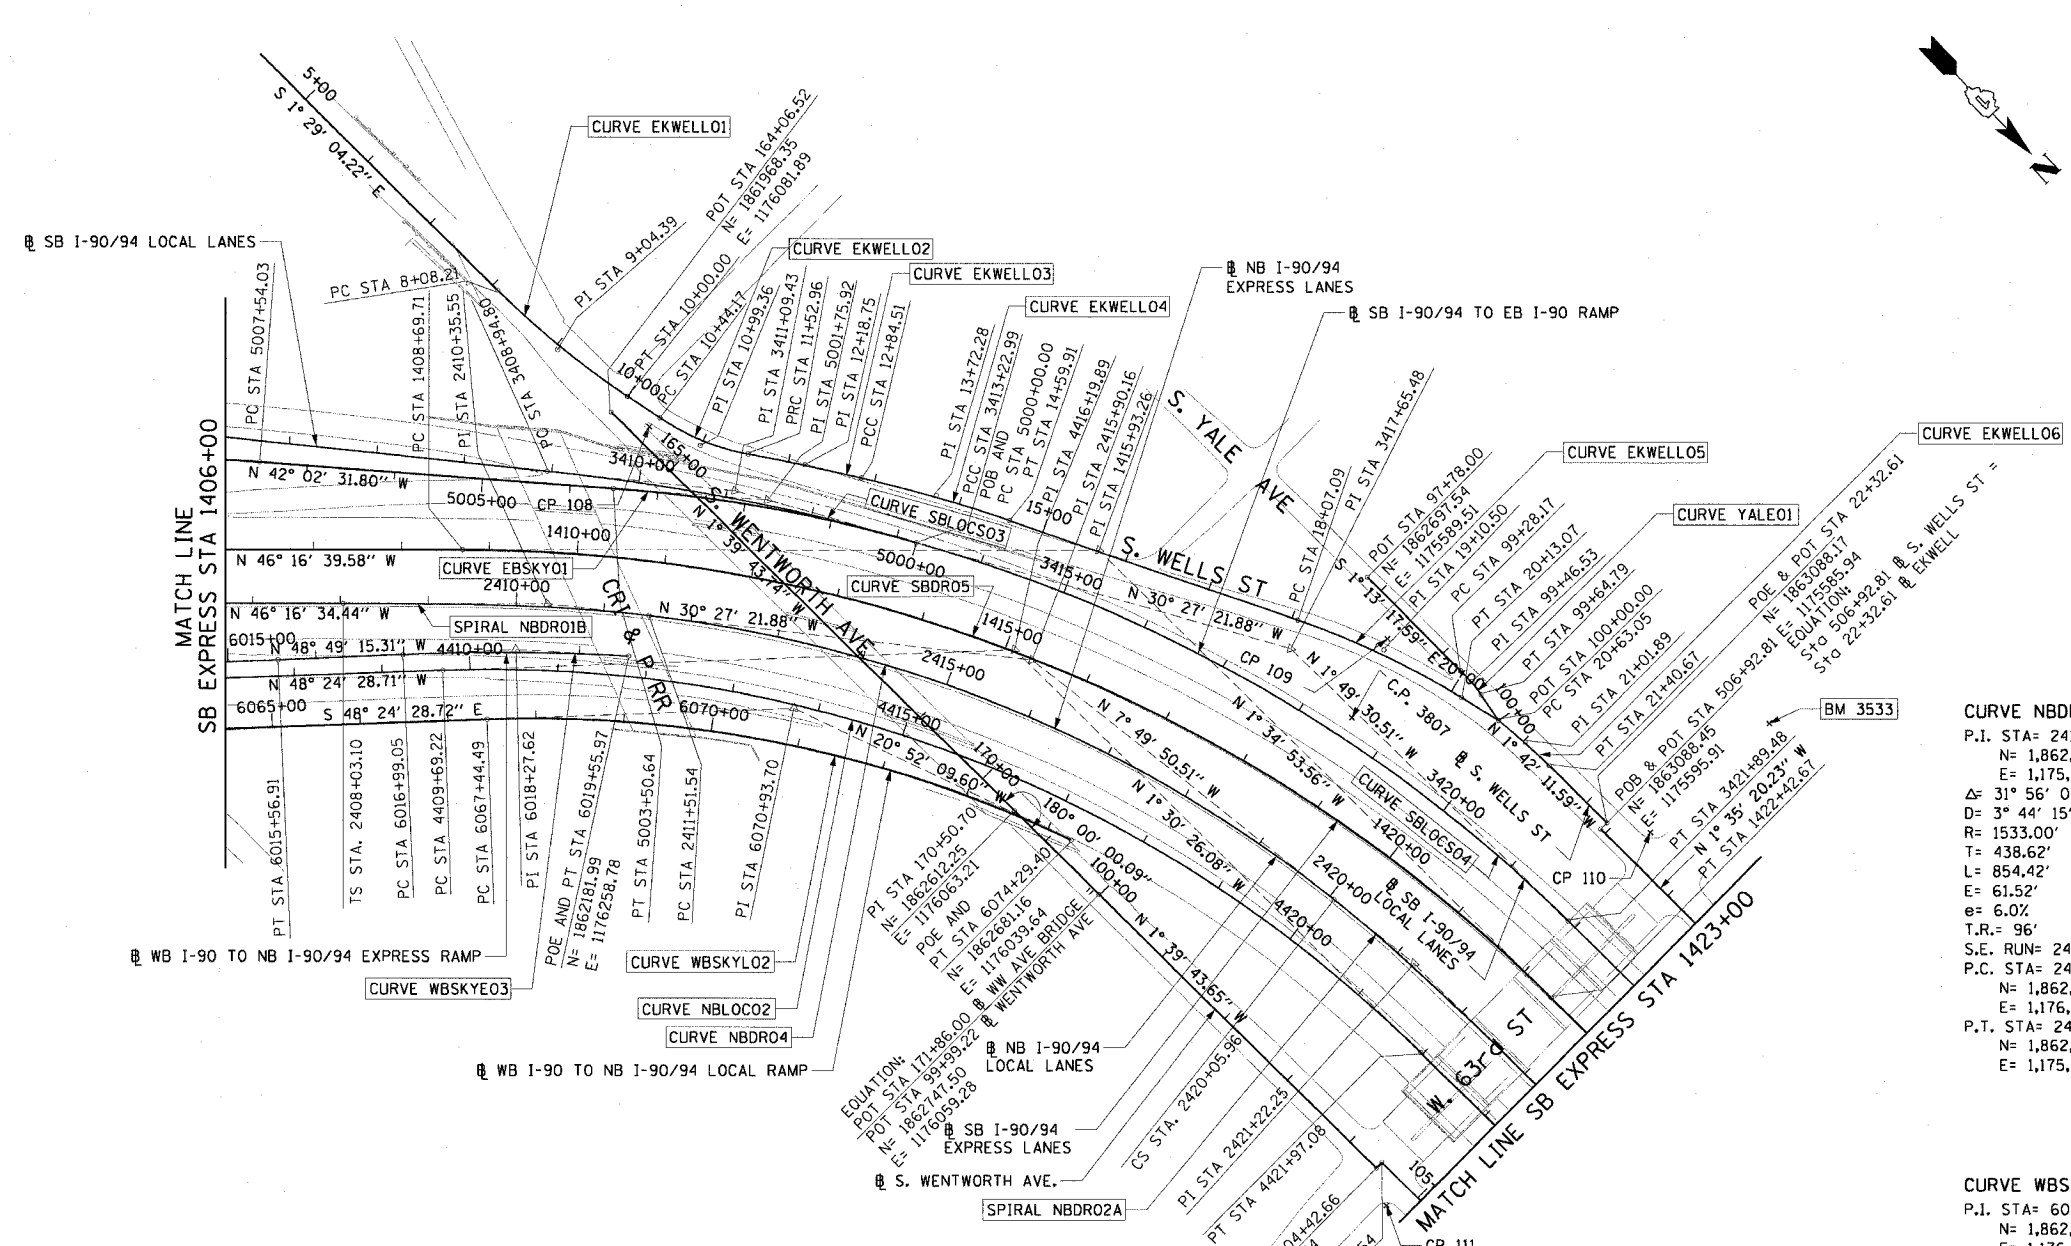 5+00
S 1° 29' 04.22" E
CURVE EKWELL01
POT STA 164+06.52
N= 1861968.35
E= 1176081.89
N
℄ SB I-90/94 LOCAL LANES
PC STA 5007+54.03
PC STA 8+08.21
PC STA 1408+69.71
PI STA 2410+35.55
PC STA 3408+94.80
PI STA 9+04.39
PT STA 10+00.00
10+00
PC STA 10+44.17
PI STA 10+99.36
CURVE EKWELL02
PI STA 3411+09.43
PRC STA 11+52.96
PI STA 5001+75.92
PI STA 12+18.75
PCC STA 12+84.51
CURVE EKWELL03
CURVE EKWELL04
PI STA 13+72.28
PCC STA 3413+22.99
POB AND
PC STA 5000+00.00
PT STA 14+59.91
PI STA 4416+19.89
PI STA 2415+90.16
PI STA 1415+93.26
℄ NB I-90/94
EXPRESS LANES
℄ SB I-90/94 TO EB I-90 RAMP
S. YALE
AVE
PC STA 18+07.09
PI STA 3417+65.48
POT STA 97+78.00
N= 1862697.54
E= 1175589.51
PI STA 19+10.50
CURVE EKWELL05
PC STA 99+28.17
PT STA 20+13.07
PI STA 99+46.53
PT STA 99+64.79
CURVE YALE01
POT STA 100+00.00
PC STA 20+63.05
PI STA 21+01.89
PT STA 21+40.67
CURVE EKWELL06
POE & POT STA 22+32.61
N= 1863088.17
E= 1175585.94
EQUATION:
Sta 506+92.81 ℄ S. WELLS ST =
Sta 22+32.61 ℄ EKWELL
POB & POT STA 506+92.81
N= 1863088.45
E= 1175595.91
BM 3533
MATCH LINE
SB EXPRESS STA 1406+00
N 42° 02' 31.80" W
5005+00
CP 108
3410+00
165+00
1410+00
N 46° 16' 39.58" W
CURVE EBSKY01
2410+00
N 1° 39' 43.74" W
S. WENTWORTH AVE
CURVE SBLOCS03
5000+00
15+00
3415+00
S. WELLS ST
CURVE SBDR05
N 30° 27' 21.88" W
S 1° 13' 17.59" E
20+00
100+00
N 46° 16' 34.44" W
SPIRAL NBDR01B
CRI & P RR
N 30° 27' 21.88" W
1415+00
2415+00
CP 109
N 1° 49' 30.51" W
C.P. 3807
6015+00
N 48° 49' 15.31" W
4410+00
N 48° 24' 28.71" W
6065+00
S 48° 24' 28.72" E
6070+00
4415+00
N 20° 52' 09.60" W
170+00
N 7° 49' 50.51" W
N 1° 34' 53.56" W
3420+00
℄ S. WELLS ST
N 1° 42' 11.59" W
PT STA 3421+89.48
N 1° 35' 20.23" W
PT STA 1422+42.67
PT STA 6015+56.91
TS STA. 2408+03.10
PC STA 6016+99.05
PC STA 4409+69.22
PC STA 6067+44.49
PI STA 6018+27.62
POE AND PT STA 6019+55.97
N= 1862181.99
E= 1176258.78
PT STA 5003+50.64
PC STA 2411+51.54
PI STA 6070+93.70
180° 00' 00.09"
100+00
N 1° 30' 26.08" W
CURVE SBLOCS04
1420+00
2420+00
4420+00
CP 110
℄ SB I-90/94
LOCAL LANES
PI STA 170+50.70
N= 1862612.25
E= 1176063.21
POE AND
PT STA 6074+29.40
N= 1862681.16
E= 1176039.64
N 1° 39' 43.65" W
℄ WB I-90 TO NB I-90/94 EXPRESS RAMP
CURVE WBSKYE03
CURVE WBSKYL02
CURVE NBLOC02
CURVE NBDR04
℄ WB I-90 TO NB I-90/94 LOCAL RAMP
EQUATION:
POT STA 171+86.00 ℄ WW AVE BRIDGE
POT STA 99+99.22 ℄ WENTWORTH AVE
N= 1862747.50
E= 1176059.28
℄ NB I-90/94
LOCAL LANES
℄ SB I-90/94
EXPRESS LANES
℄ S. WENTWORTH AVE.
SPIRAL NBDR02A
CS STA. 2420+05.96
PI STA 2421+22.25
PT STA 4421+97.08
04+42.66
105
CP 111
W. 63rd ST
MATCH LINE SB EXPRESS STA 1423+00
CURVE NBD
P.I. STA= 24
N= 1,862,
E= 1,175,
Δ= 31° 56' 0
D= 3° 44' 15"
R= 1533.00'
T= 438.62'
L= 854.42'
E= 61.52'
e= 6.0%
T.R.= 96'
S.E. RUN= 24
P.C. STA= 24
N= 1,862,
E= 1,176,
P.T. STA= 24
N= 1,862,
E= 1,175,
CURVE WBS
P.I. STA= 60
N= 1,862,